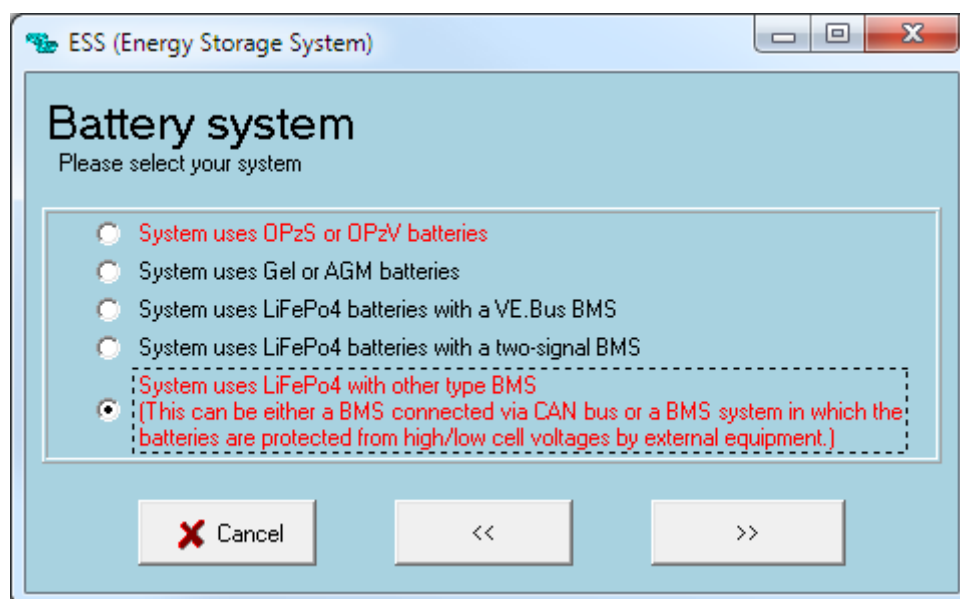 ESS (Energy Storage System)
Battery system
Please select your system
System uses OPzS or OPzV batteries
System uses Gel or AGM batteries
System uses LiFePo4 batteries with a VE.Bus BMS
System uses LiFePo4 batteries with a two-signal BMS
System uses LiFePo4 with other type BMS
(This can be either a BMS connected via CAN bus or a BMS system in which the
batteries are protected from high/low cell voltages by external equipment.)
Cancel
<<
>>